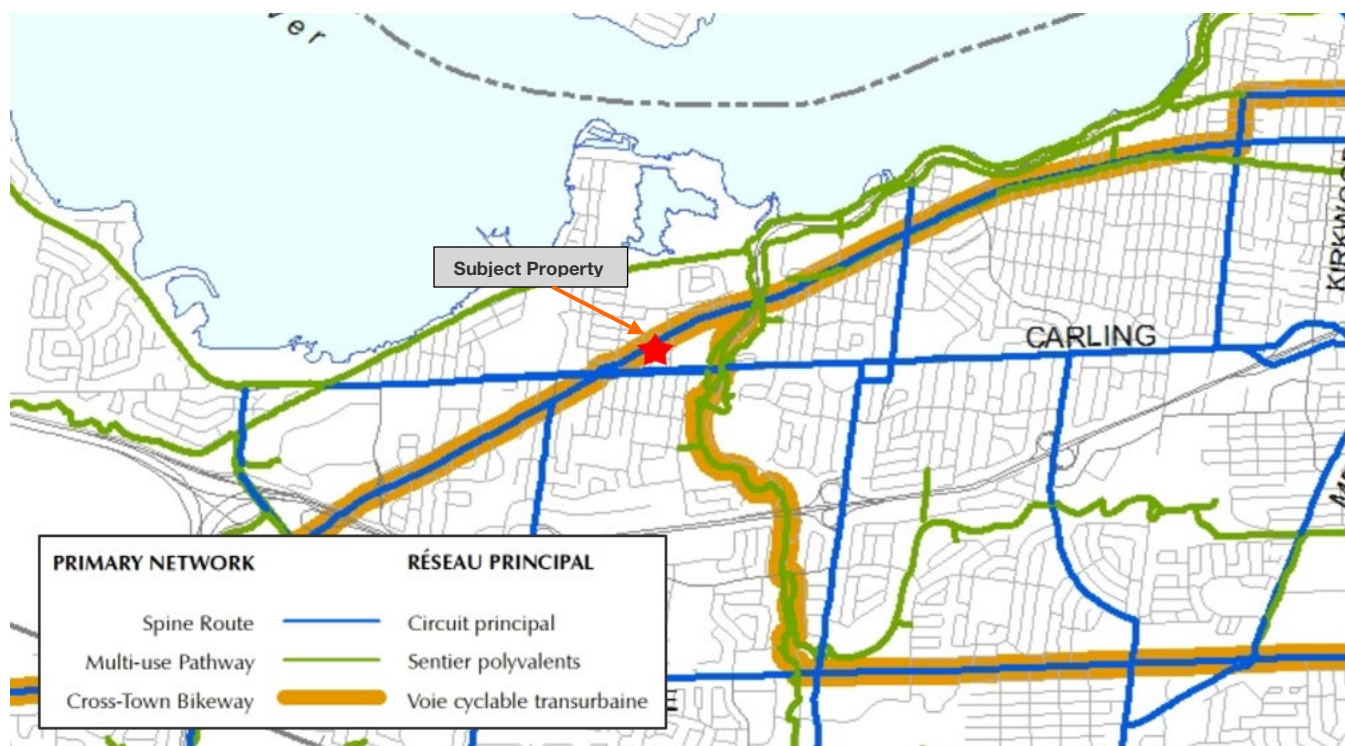 Subject Property
CARLING
PRIMARY NETWORK
RÉSEAU PRINCIPAL
Spine Route
Circuit principal
Multi-use Pathway
Sentier polyvalents
Cross-Town Bikeway
Voie cyclable transurbaine